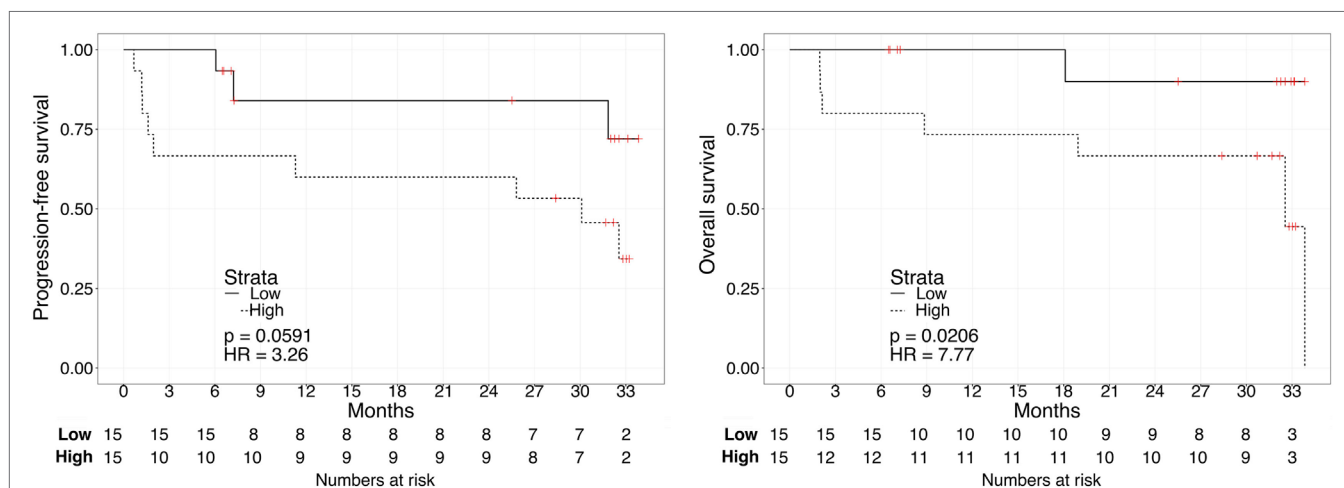 Progression-free survival
1.00
0.75
0.50
0.25
0.00
Strata
Low
High
p = 0.0591
HR = 3.26
0 3 6 9 12 15 18 21 24 27 30 33
Months
Low 15 15 15 8 8 8 8 8 8 7 7 2
High 15 10 10 10 9 9 9 9 9 8 7 2
Numbers at risk
Overall survival
1.00
0.75
0.50
0.25
0.00
Strata
Low
High
p = 0.0206
HR = 7.77
0 3 6 9 12 15 18 21 24 27 30 33
Months
Low 15 15 15 10 10 10 10 9 9 8 8 3
High 15 12 12 11 11 11 11 10 10 10 9 3
Numbers at risk